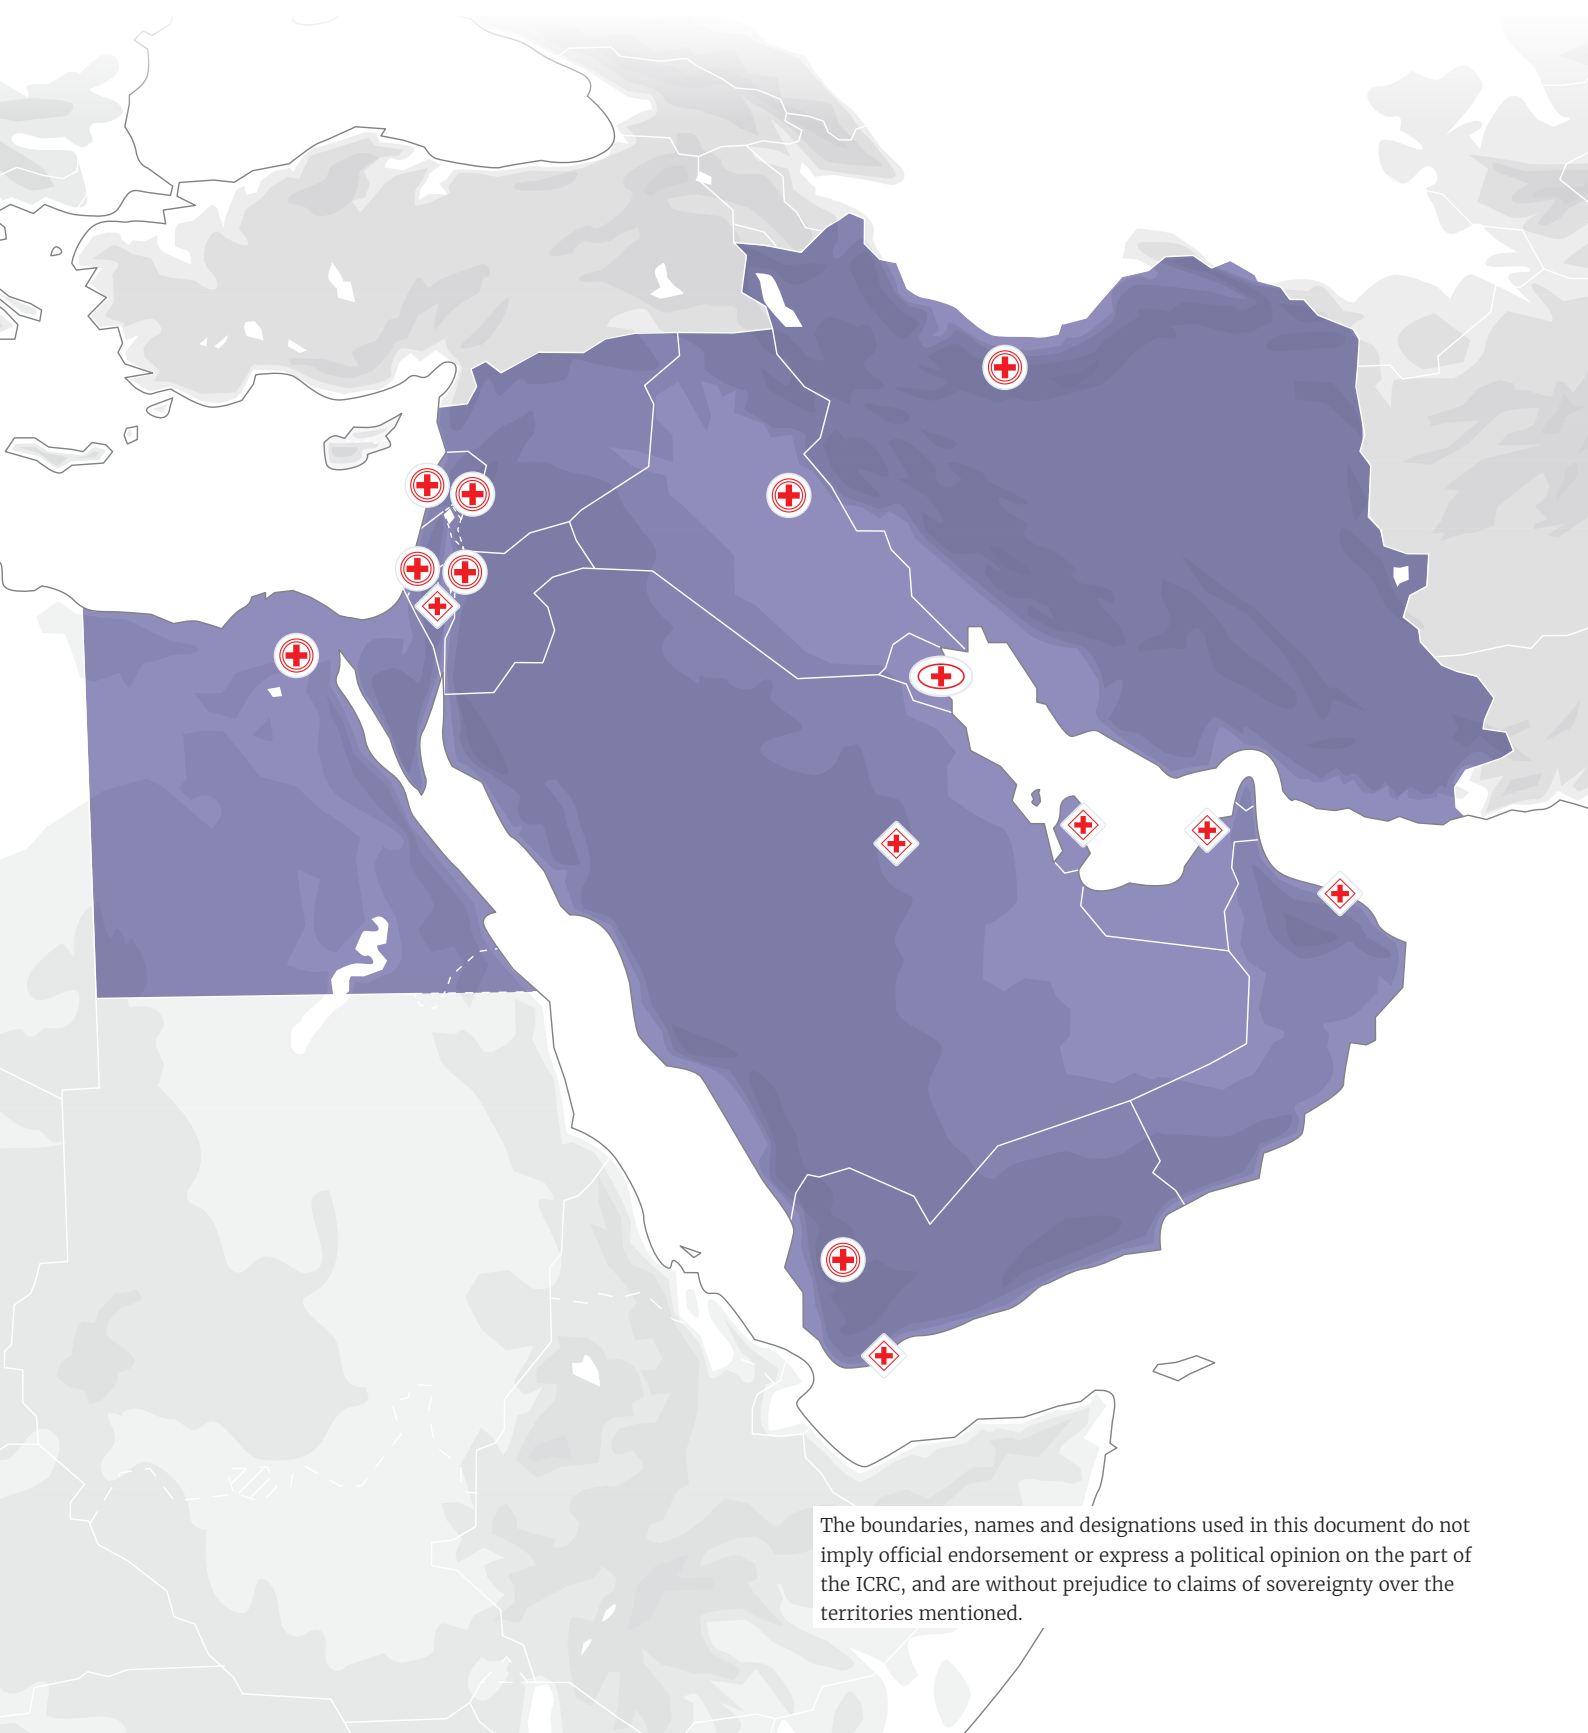 The boundaries, names and designations used in this document do not
imply official endorsement or express a political opinion on the part of
the ICRC, and are without prejudice to claims of sovereignty over the
territories mentioned.